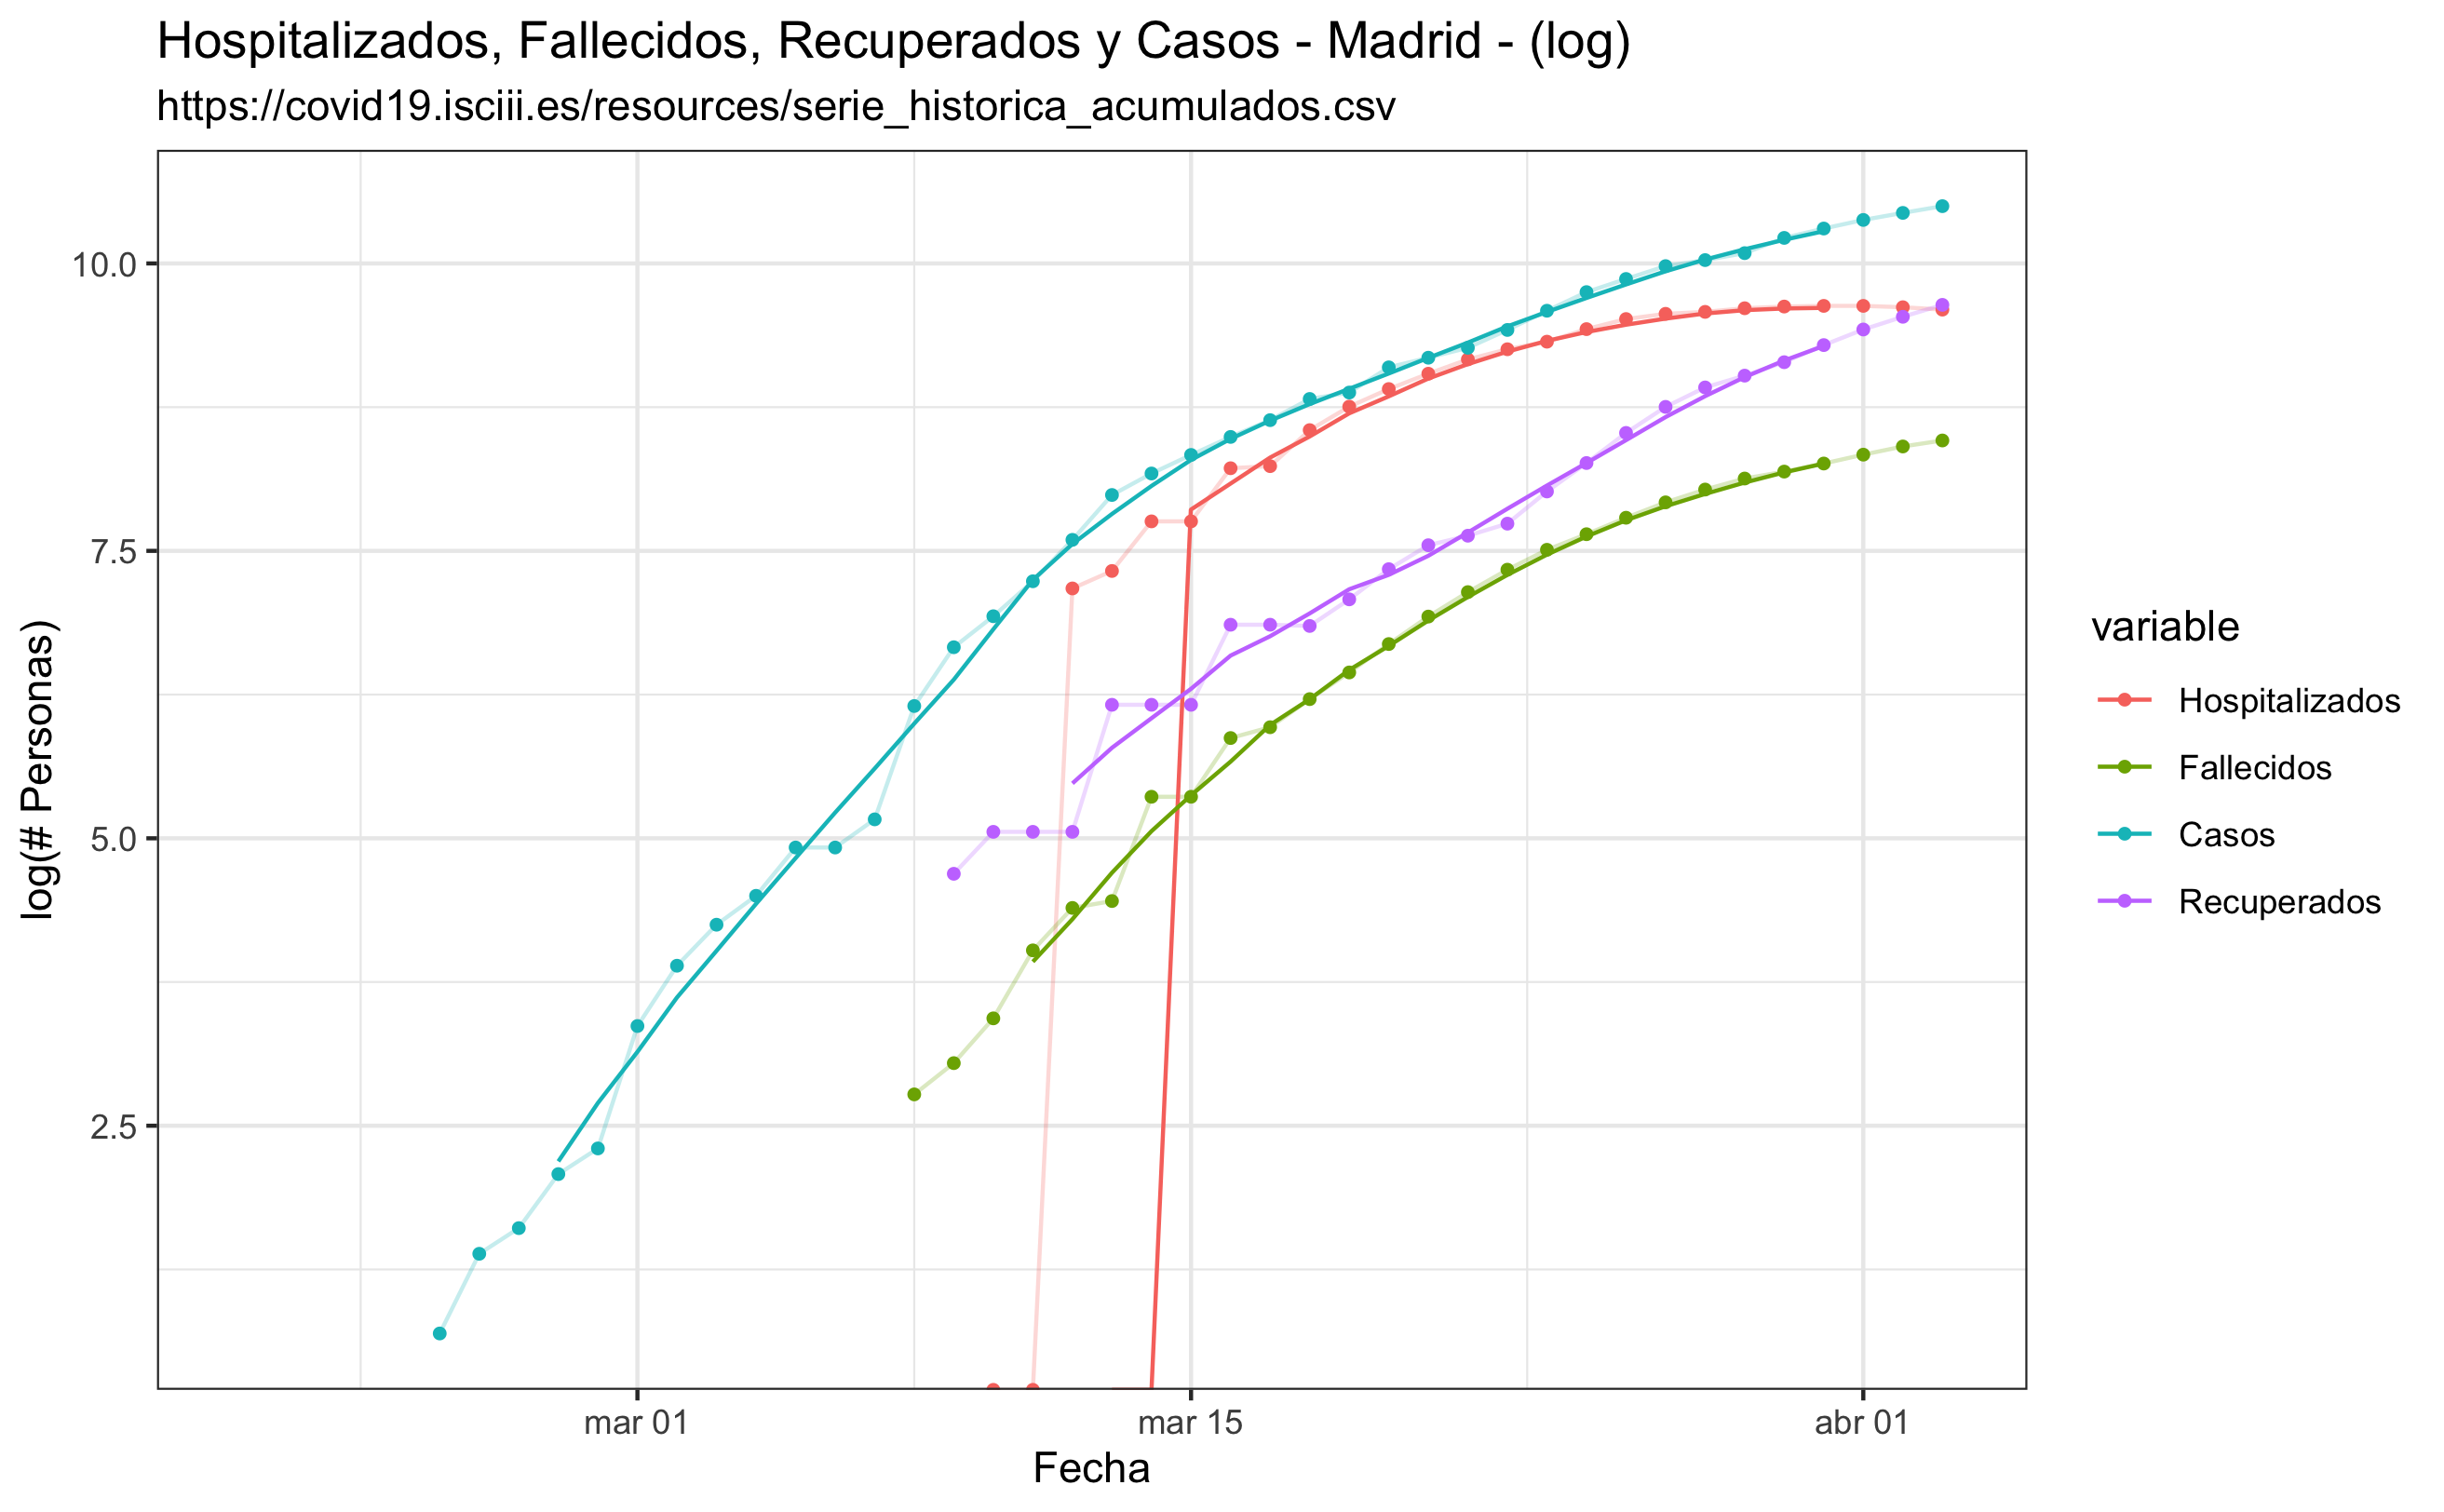 Hospitalizados, Fallecidos, Recuperados y Casos - Madrid - (log)
https://covid19.isciii.es/resources/serie_historica_acumulados.csv
log(# Personas)
10.0
7.5
5.0
2.5
mar 01
mar 15
abr 01
Fecha
variable
Hospitalizados
Fallecidos
Casos
Recuperados